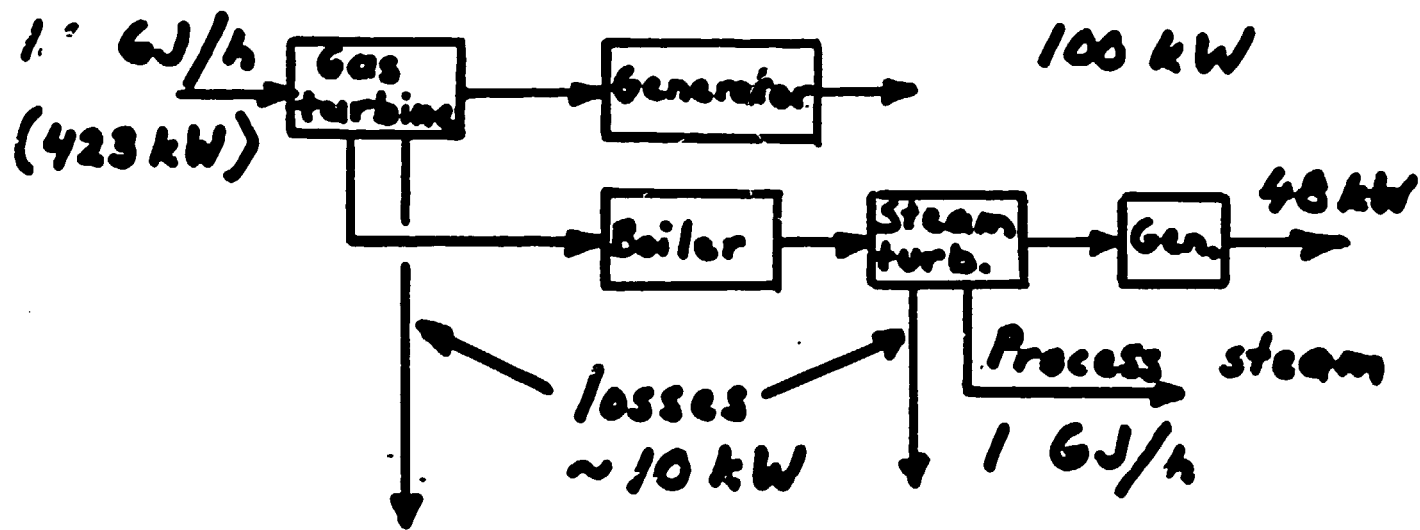 GJ/h
(423 kW)
Gas
turbine
Generator
100 kW
Boiler
Steam
turb.
Gen.
48 kW
losses
~10 kW
Process steam
1 GJ/h